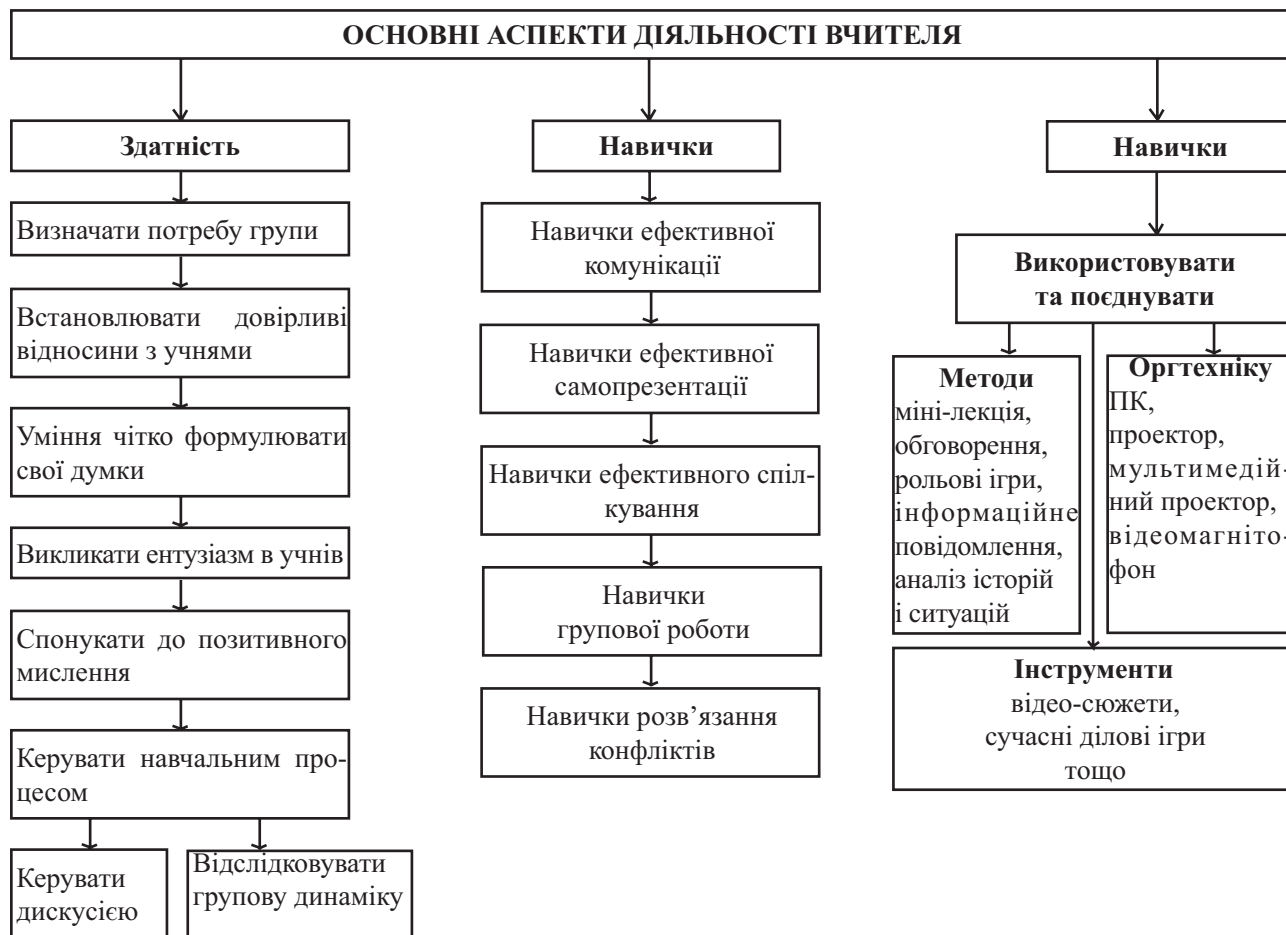 ОСНОВНІ АСПЕКТИ ДІЯЛЬНОСТІ ВЧИТЕЛЯ
Здатність
Визначати потребу групи
Встановлювати довірливі
відносини з учнями
Уміння чітко формулювати
свої думки
Викликати ентузіазм в учнів
Спонукати до позитивного
мислення
Керувати навчальним про-
цесом
Керувати
дискусією
Відслідковувати
групову динаміку
Навички
Навички ефективної
комунікації
Навички ефективної
самопрезентації
Навички ефективного спіл-
кування
Навички
групової роботи
Навички розв’язання
конфліктів
Навички
Використовувати
та поєднувати
Методи
міні-лекція,
обговорення,
рольові ігри,
інформаційне
повідомлення,
аналіз історій
і ситуацій
Оргтехніку
ПК,
проектор,
мультимедій-
ний проектор,
відеомагніто-
фон
Інструменти
відео-сюжети,
сучасні ділові ігри
тощо